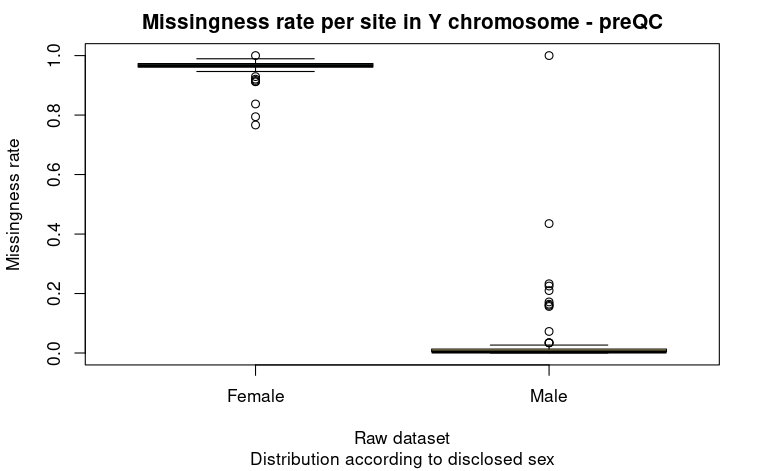 Missingness rate per site in Y chromosome - preQC
Missingness rate
1.0
0.8
0.6
0.4
0.2
0.0
Female
Male
Raw dataset
Distribution according to disclosed sex